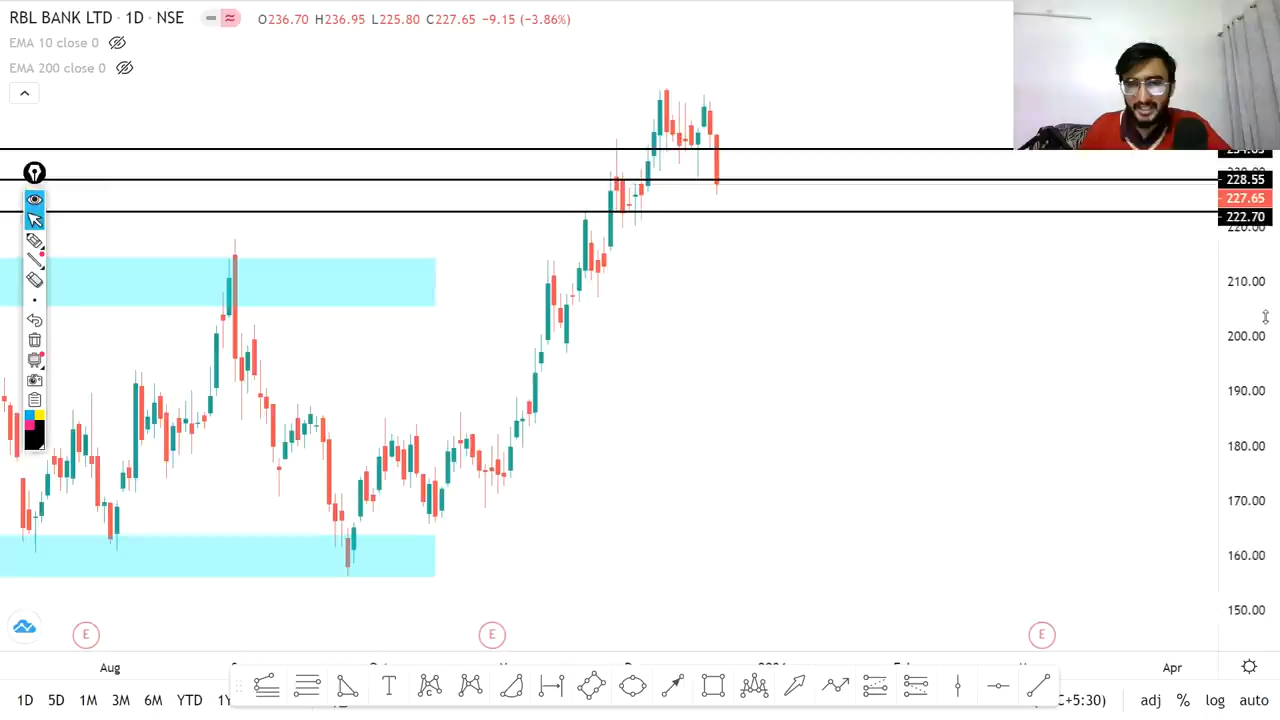 RBL BANK LTD · 1D · NSE
O236.70 H236.95 L225.80 C227.65 −9.15 (−3.86%)
EMA 10 close 0
EMA 200 close 0
228.55
227.65
222.70
220.00
210.00
200.00
190.00
180.00
170.00
160.00
150.00
E
E
E
Aug
Apr
1D
5D
1M
3M
6M
YTD
T
C+5:30)
adj
%
log
auto